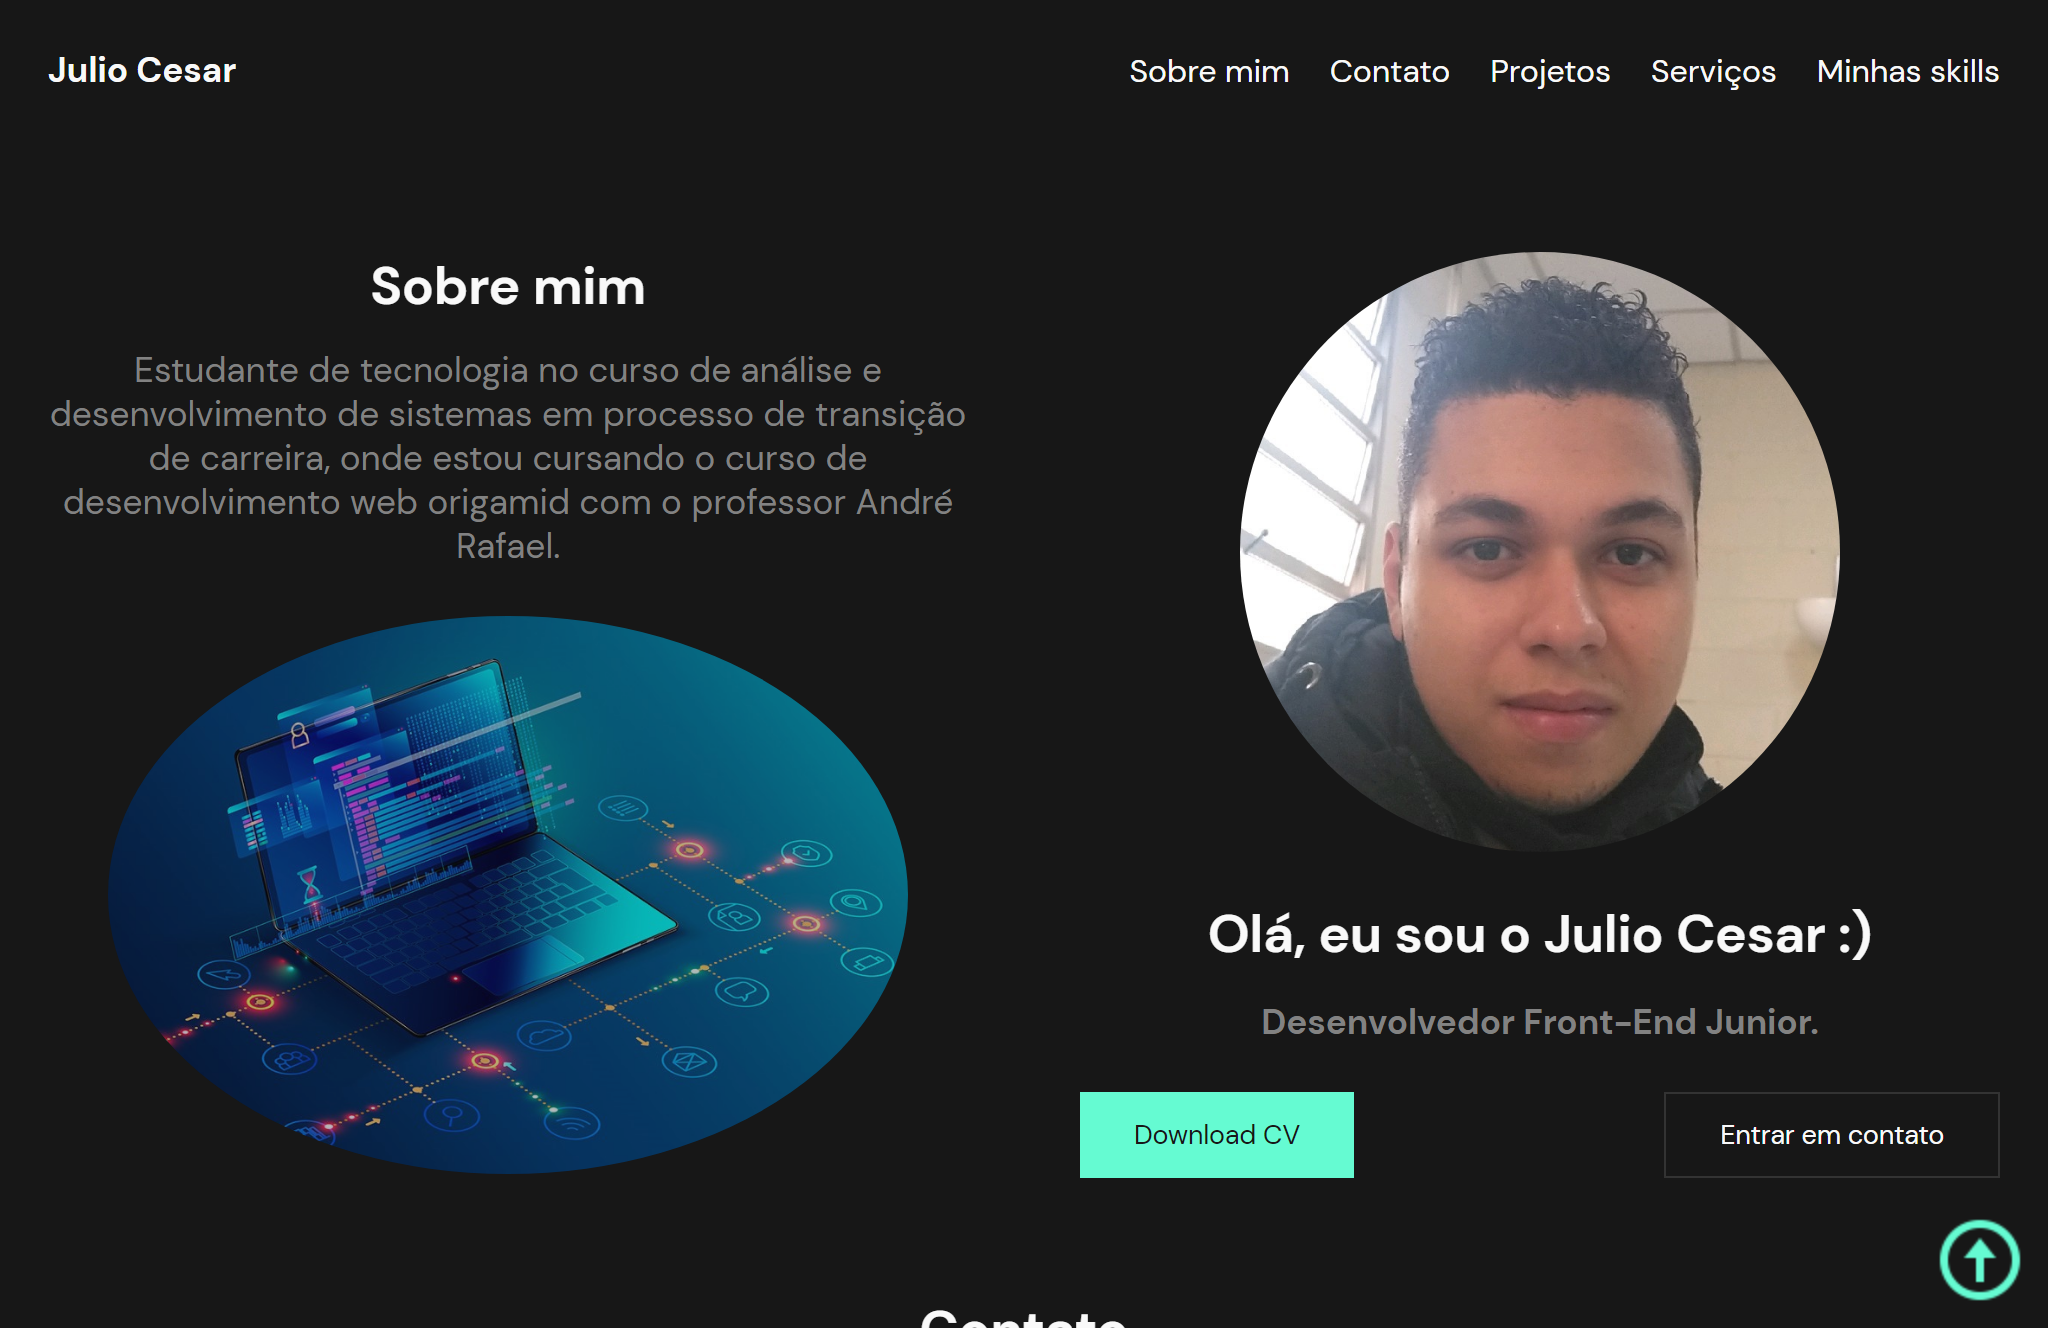 Julio Cesar
Sobre mim
Contato
Projetos
Serviços
Minhas skills
Sobre mim
Estudante de tecnologia no curso de análise e
desenvolvimento de sistemas em processo de transição
de carreira, onde estou cursando o curso de
desenvolvimento web origamid com o professor André
Rafael.
Olá, eu sou o Julio Cesar :)
Desenvolvedor Front-End Junior.
Download CV
Entrar em contato
Contato